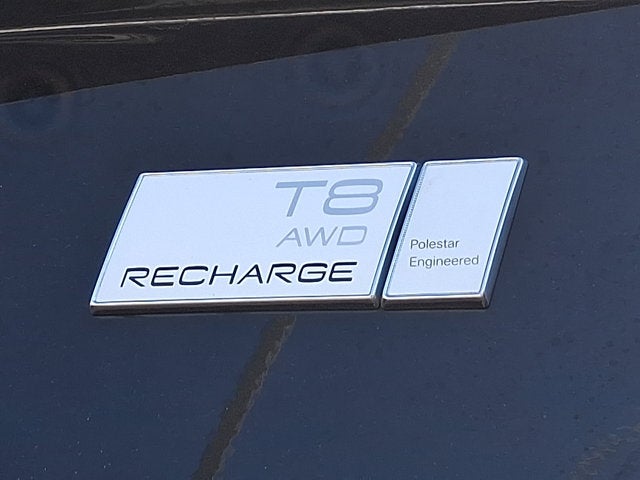 T8
AWD
RECHARGE
Polestar
Engineered